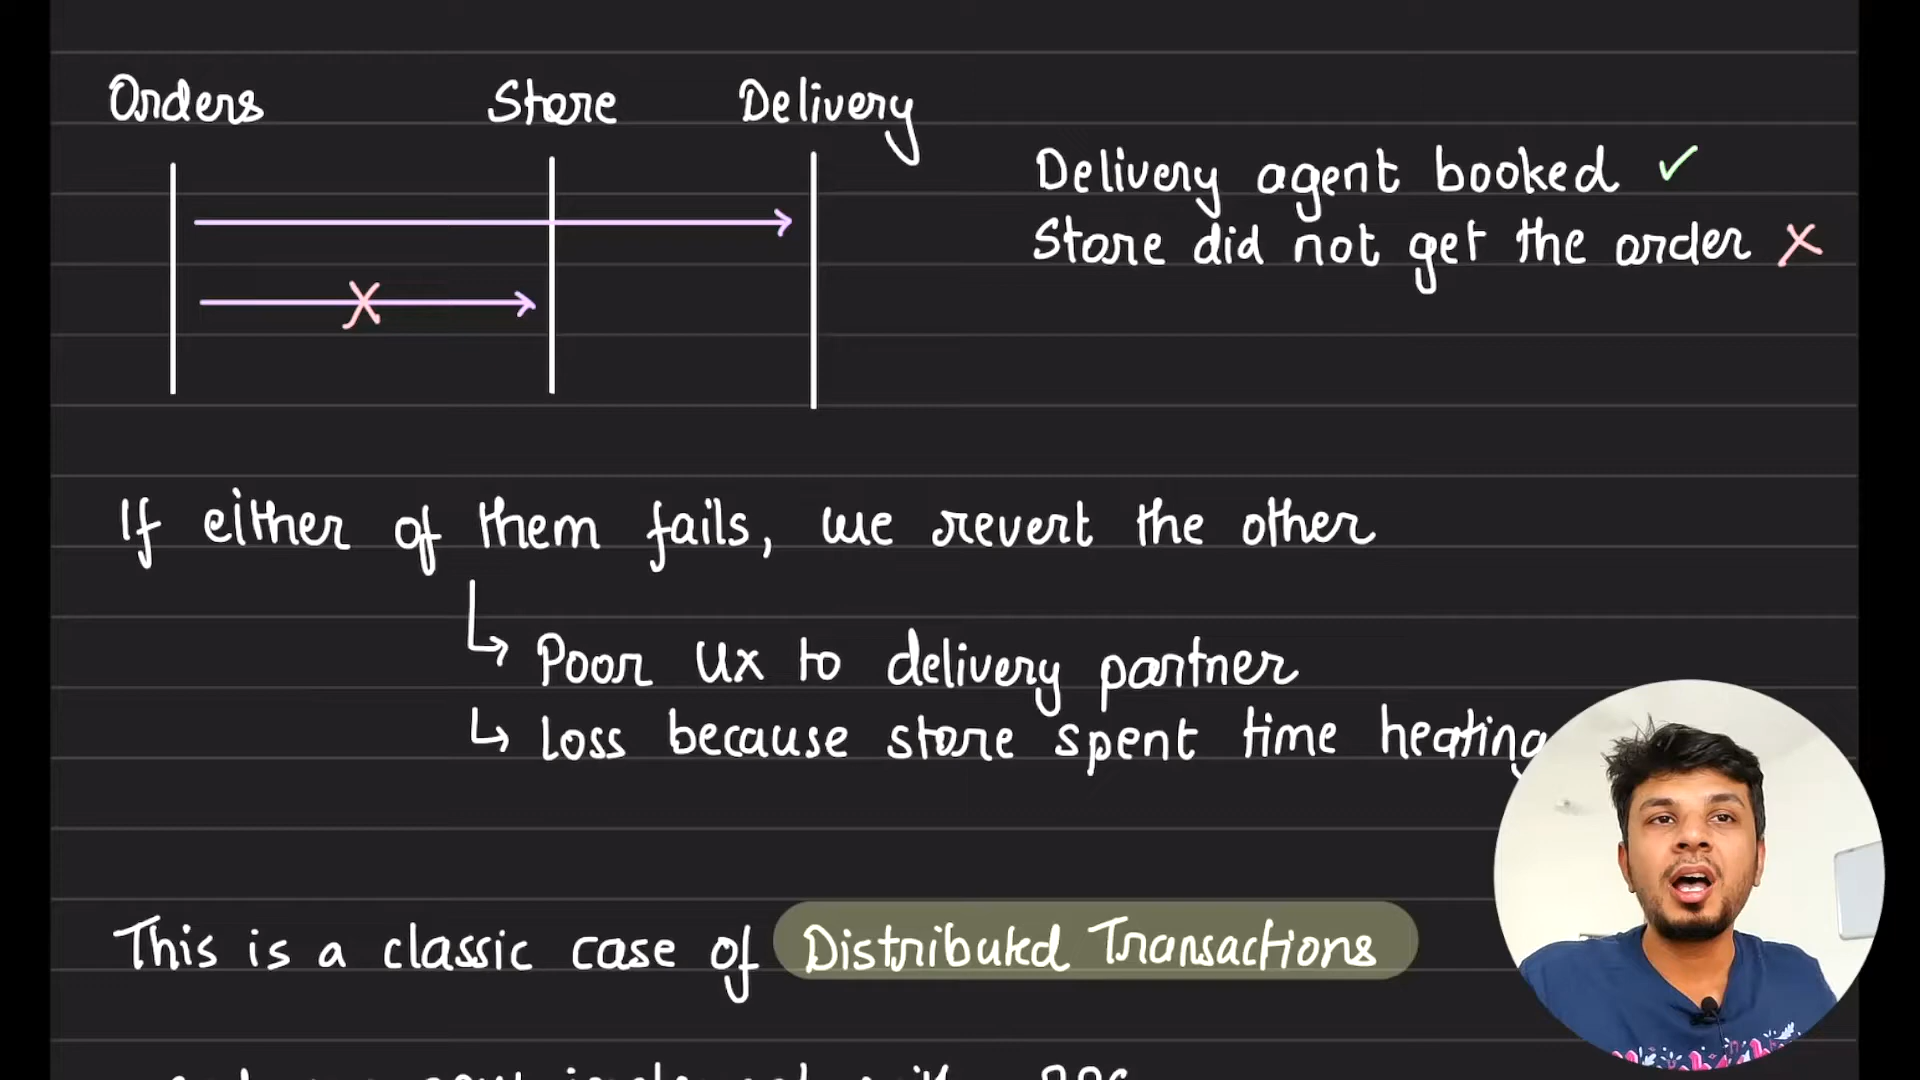 Orders Store Delivery
Delivery agent booked ✓
Store did not get the order X
X
If either of them fails, we revert the other
↳ Poor UX to delivery partner
↳ Loss because store spent time heating
This is a classic case of Distributed Transactions